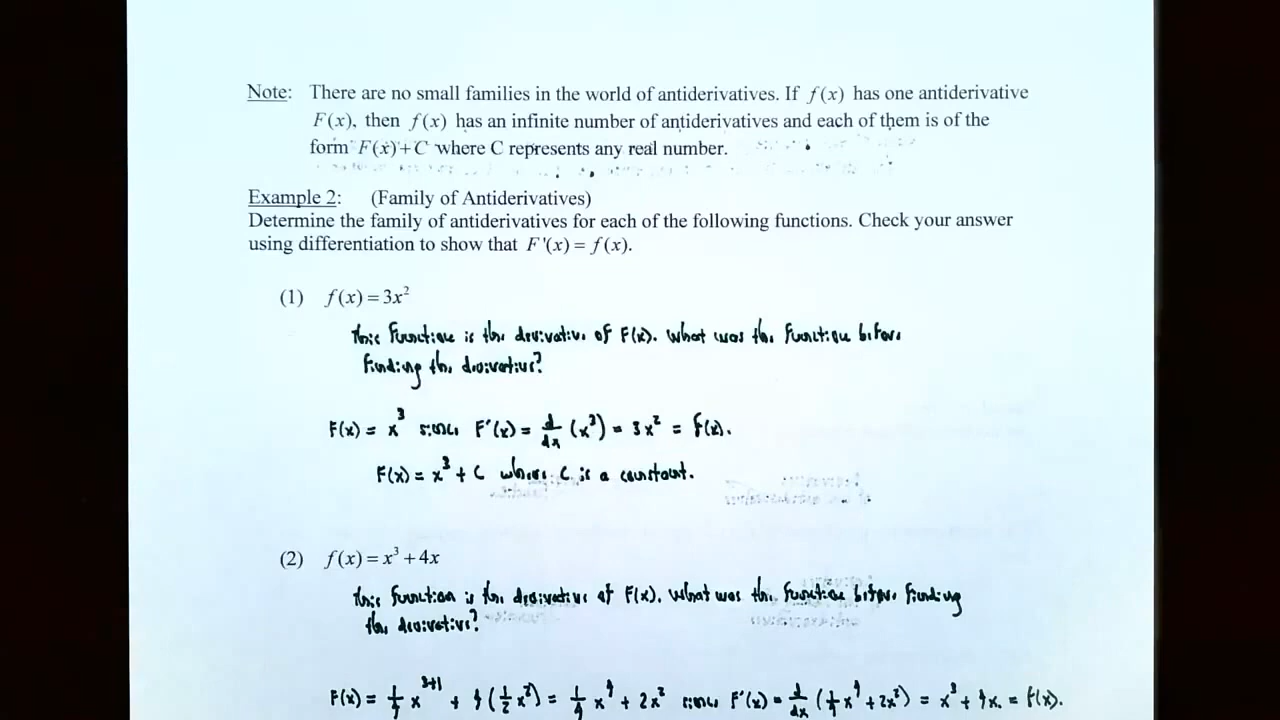 Note: There are no small families in the world of antiderivatives. If f(x) has one antiderivative
F(x), then f(x) has an infinite number of antiderivatives and each of them is of the
form F(x)+C where C represents any real number.
Example 2: (Family of Antiderivatives)
Determine the family of antiderivatives for each of the following functions. Check your answer
using differentiation to show that F'(x) = f(x).
(1) f(x) = 3x²
This function is the derivative of F(x). What was the function before
finding the derivative?
F(x) = x³ since F'(x) = d/dx (x³) = 3x² = f(x).
F(x) = x³ + C where C is a constant.
(2) f(x) = x³ + 4x
This function is the derivative of F(x). What was the function before finding
the derivative?
F(x) = 1/4 x³⁺¹ + 4(1/2 x²) = 1/4 x⁴ + 2x² since F'(x) = d/dx (1/4 x⁴ + 2x²) = x³ + 4x = f(x).